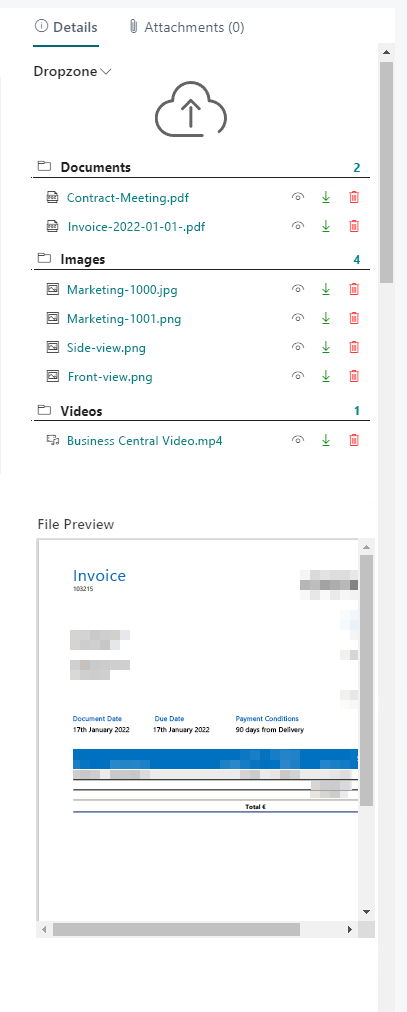 Details Attachments (0)
Dropzone
Documents 2
Contract-Meeting.pdf
Invoice-2022-01-01-.pdf
Images 4
Marketing-1000.jpg
Marketing-1001.png
Side-view.png
Front-view.png
Videos 1
Business Central Video.mp4
File Preview
Invoice
103215
Document Date Due Date Payment Conditions
17th January 2022 17th January 2022 90 days from Delivery
Total €